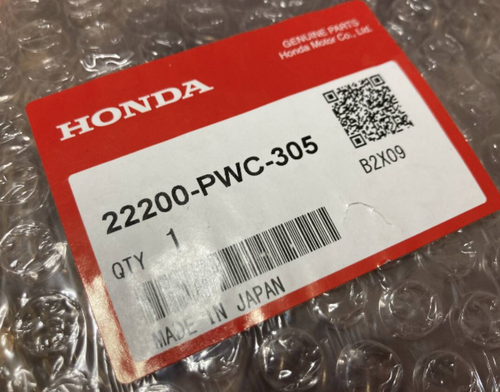 GENUINE PARTS
Honda Motor Co., Ltd.
HONDA
22200-PWC-305
B2X09
QTY 1
MADE IN JAPAN